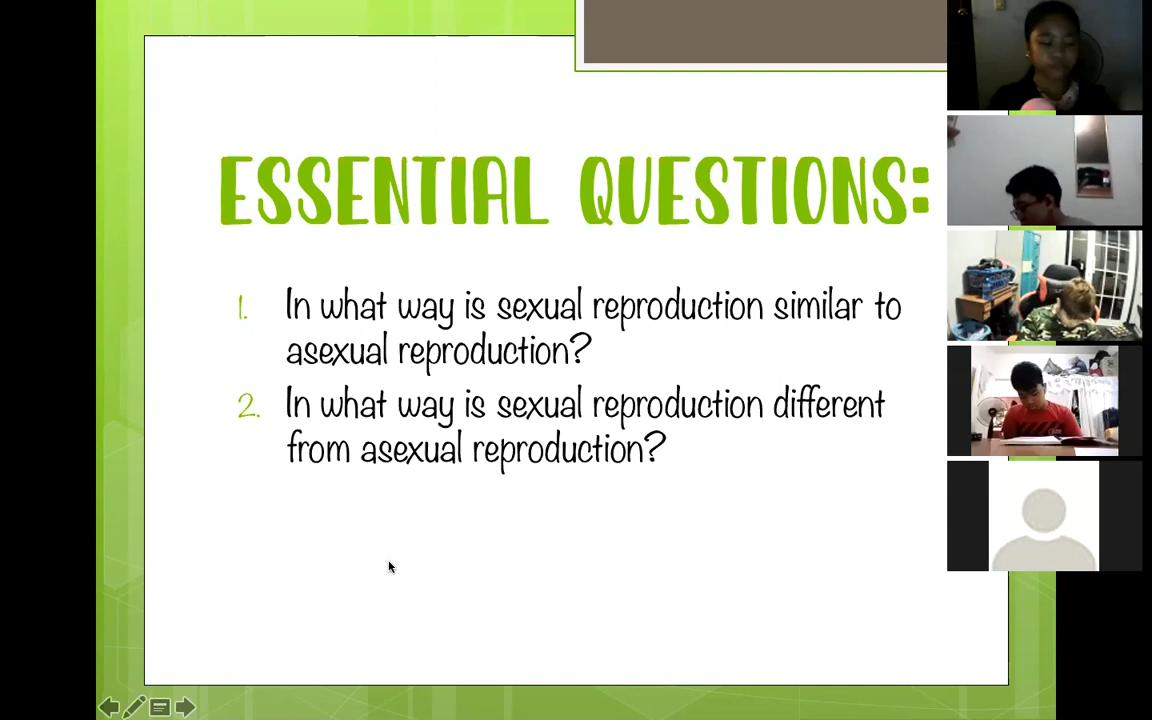 ESSENTIAL QUESTIONS:
1. In what way is sexual reproduction similar to
asexual reproduction?
2. In what way is sexual reproduction different
from asexual reproduction?